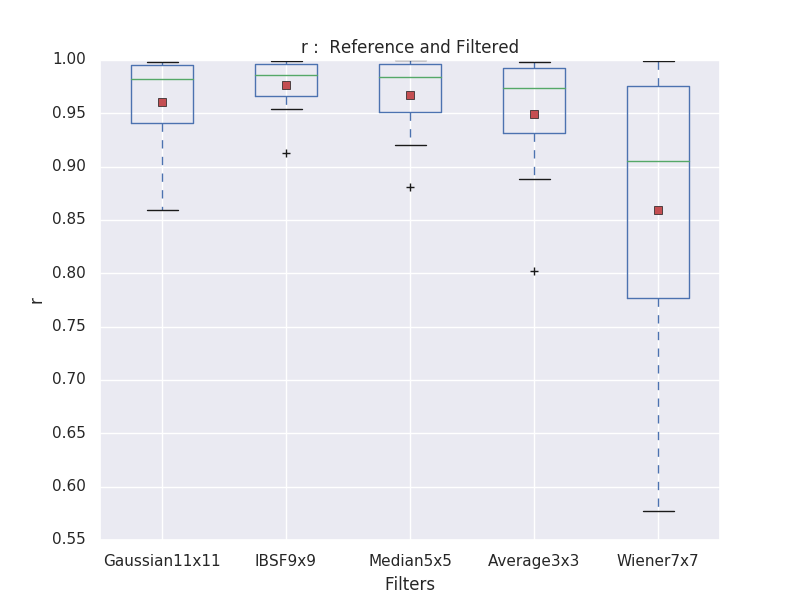 r :  Reference and Filtered
1.00
0.95
0.90
0.85
0.80
0.75
0.70
0.65
0.60
0.55
r
Gaussian11x11 IBSF9x9 Median5x5 Average3x3 Wiener7x7
Filters